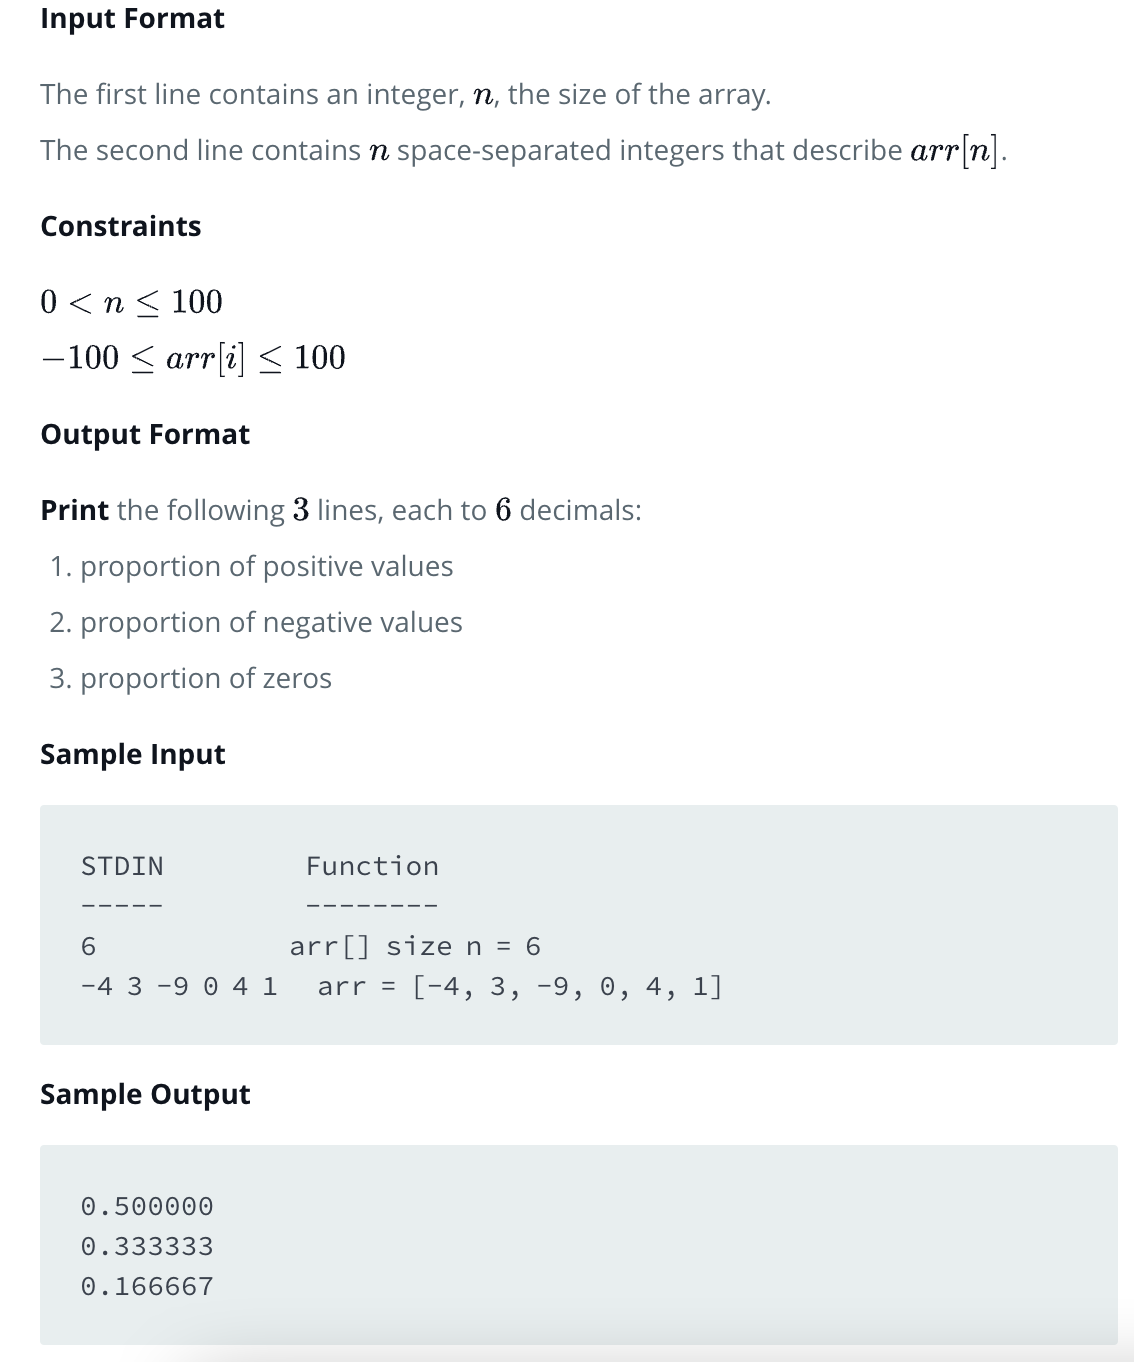 Input Format
The first line contains an integer, n, the size of the array.
The second line contains n space-separated integers that describe arr[n].
Constraints
0 < n ≤ 100
−100 ≤ arr[i] ≤ 100
Output Format
Print the following 3 lines, each to 6 decimals:
1. proportion of positive values
2. proportion of negative values
3. proportion of zeros
Sample Input
STDIN         Function
-----         --------
6            arr[] size n = 6
-4 3 -9 0 4 1  arr = [-4, 3, -9, 0, 4, 1]
Sample Output
0.500000
0.333333
0.166667